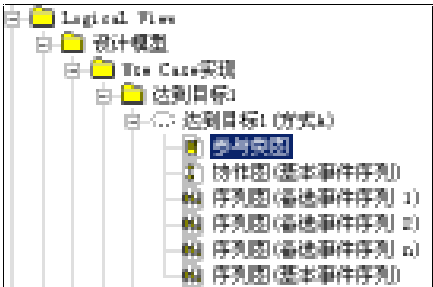 Logical View
设计模型
Use Case实现
达到目标1
达到目标1 (方式A)
参与类图
协作图(基本事件序列)
序列图(备选事件序列 1)
序列图(备选事件序列 2)
序列图(备选事件序列 n)
序列图(基本事件序列)